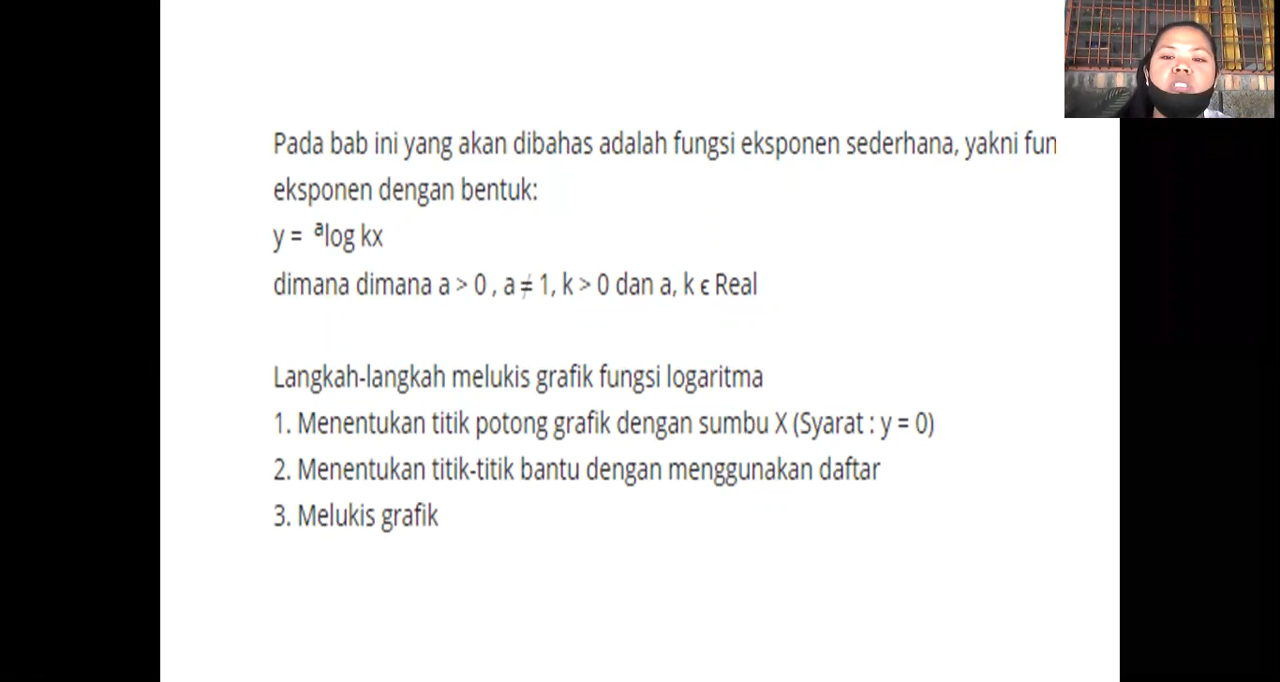 Pada bab ini yang akan dibahas adalah fungsi eksponen sederhana, yakni fun
eksponen dengan bentuk:
y = ᵃlog kx
dimana dimana a > 0 , a ≠ 1, k > 0 dan a, k ϵ Real
Langkah-langkah melukis grafik fungsi logaritma
1. Menentukan titik potong grafik dengan sumbu X (Syarat : y = 0)
2. Menentukan titik-titik bantu dengan menggunakan daftar
3. Melukis grafik